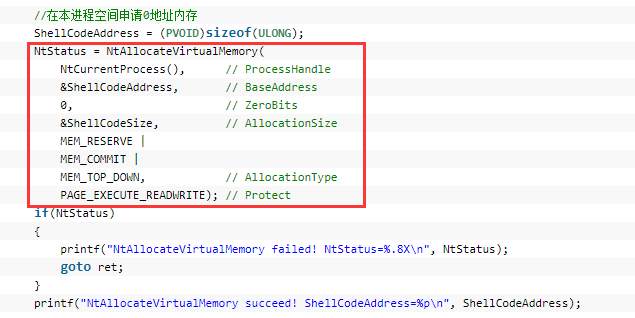 //在本进程空间申请0地址内存
ShellCodeAddress = (PVOID)sizeof(ULONG);
NtStatus = NtAllocateVirtualMemory(
NtCurrentProcess(), // ProcessHandle
&ShellCodeAddress, // BaseAddress
0, // ZeroBits
&ShellCodeSize, // AllocationSize
MEM_RESERVE |
MEM_COMMIT |
MEM_TOP_DOWN, // AllocationType
PAGE_EXECUTE_READWRITE); // Protect
if(NtStatus)
{
printf("NtAllocateVirtualMemory failed! NtStatus=%.8X\n", NtStatus);
goto ret;
}
printf("NtAllocateVirtualMemory succeed! ShellCodeAddress=%p\n", ShellCodeAddress);